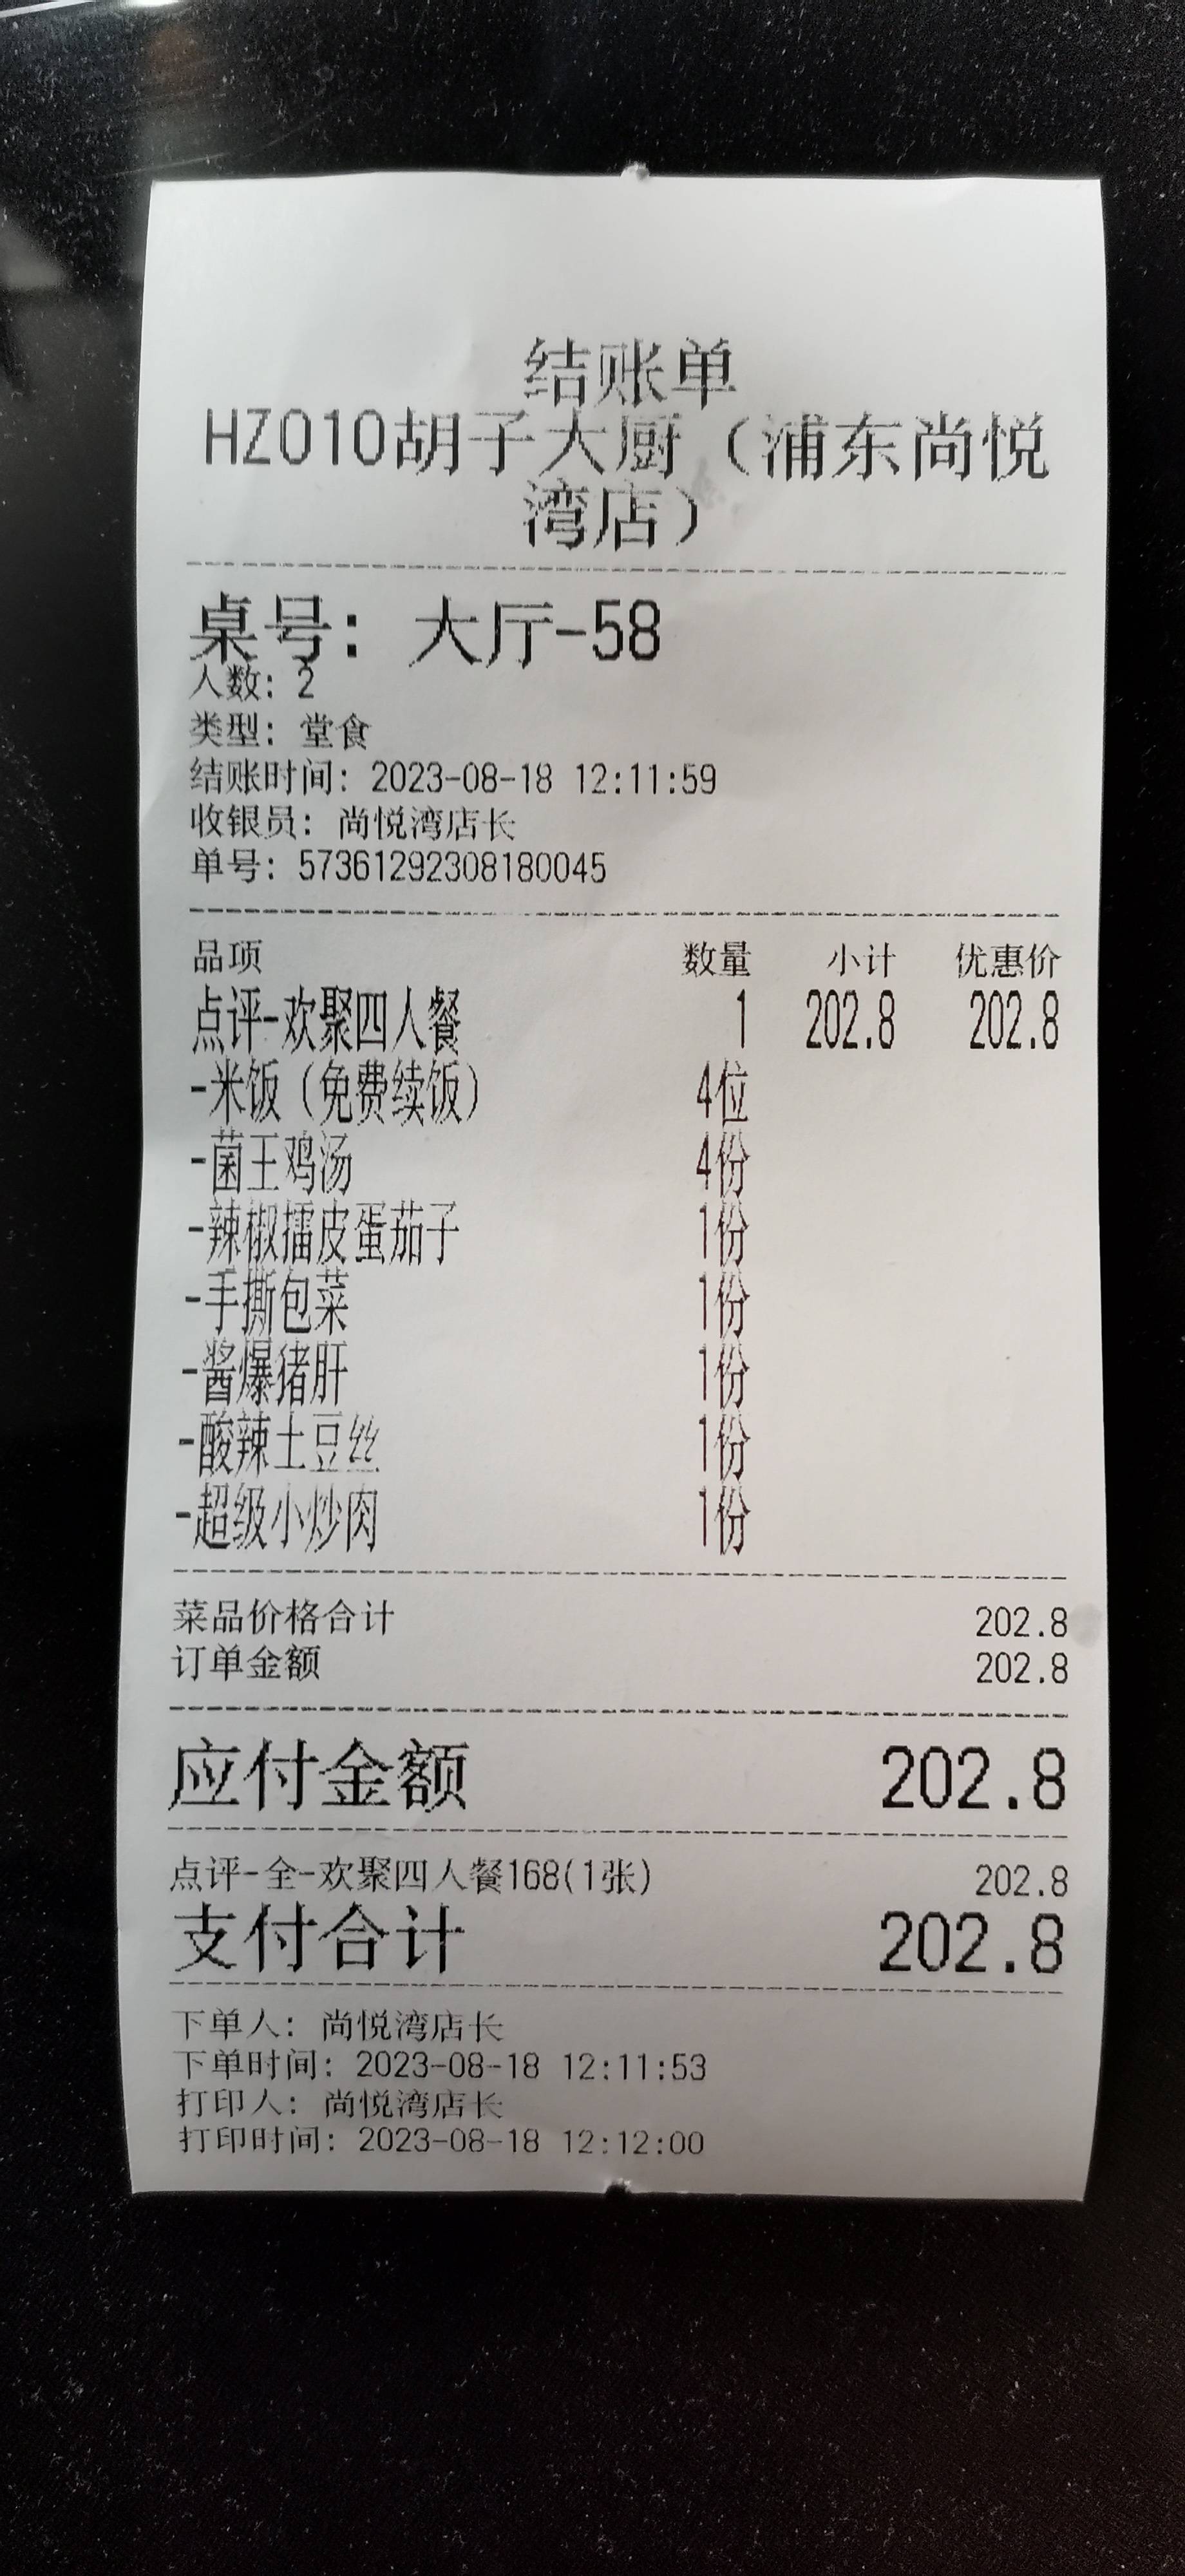 结账单
HZ010胡子大厨（浦东尚悦
湾店）
桌号: 大厅-58
人数: 2
类型: 堂食
结账时间: 2023-08-18 12:11:59
收银员: 尚悦湾店长
单号: 57361292308180045
品项 数量 小计 优惠价
点评-欢聚四人餐 1 202.8 202.8
-米饭（免费续饭） 4位
-菌王鸡汤 4份
-辣椒擂皮蛋茄子 1份
-手撕包菜 1份
-酱爆猪肝 1份
-酸辣土豆丝 1份
-超级小炒肉 1份
菜品价格合计 202.8
订单金额 202.8
应付金额 202.8
点评-全-欢聚四人餐168(1张) 202.8
支付合计 202.8
下单人: 尚悦湾店长
下单时间: 2023-08-18 12:11:53
打印人: 尚悦湾店长
打印时间: 2023-08-18 12:12:00